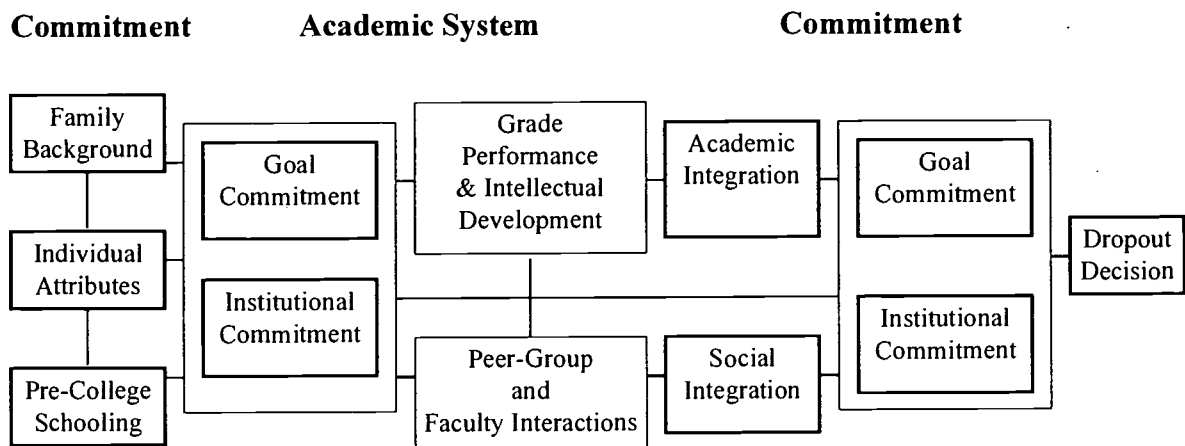 Commitment
Academic System
Commitment
Family
Background
Individual
Attributes
Pre-College
Schooling
Goal
Commitment
Institutional
Commitment
Grade
Performance
& Intellectual
Development
Peer-Group
and
Faculty Interactions
Academic
Integration
Social
Integration
Goal
Commitment
Institutional
Commitment
Dropout
Decision